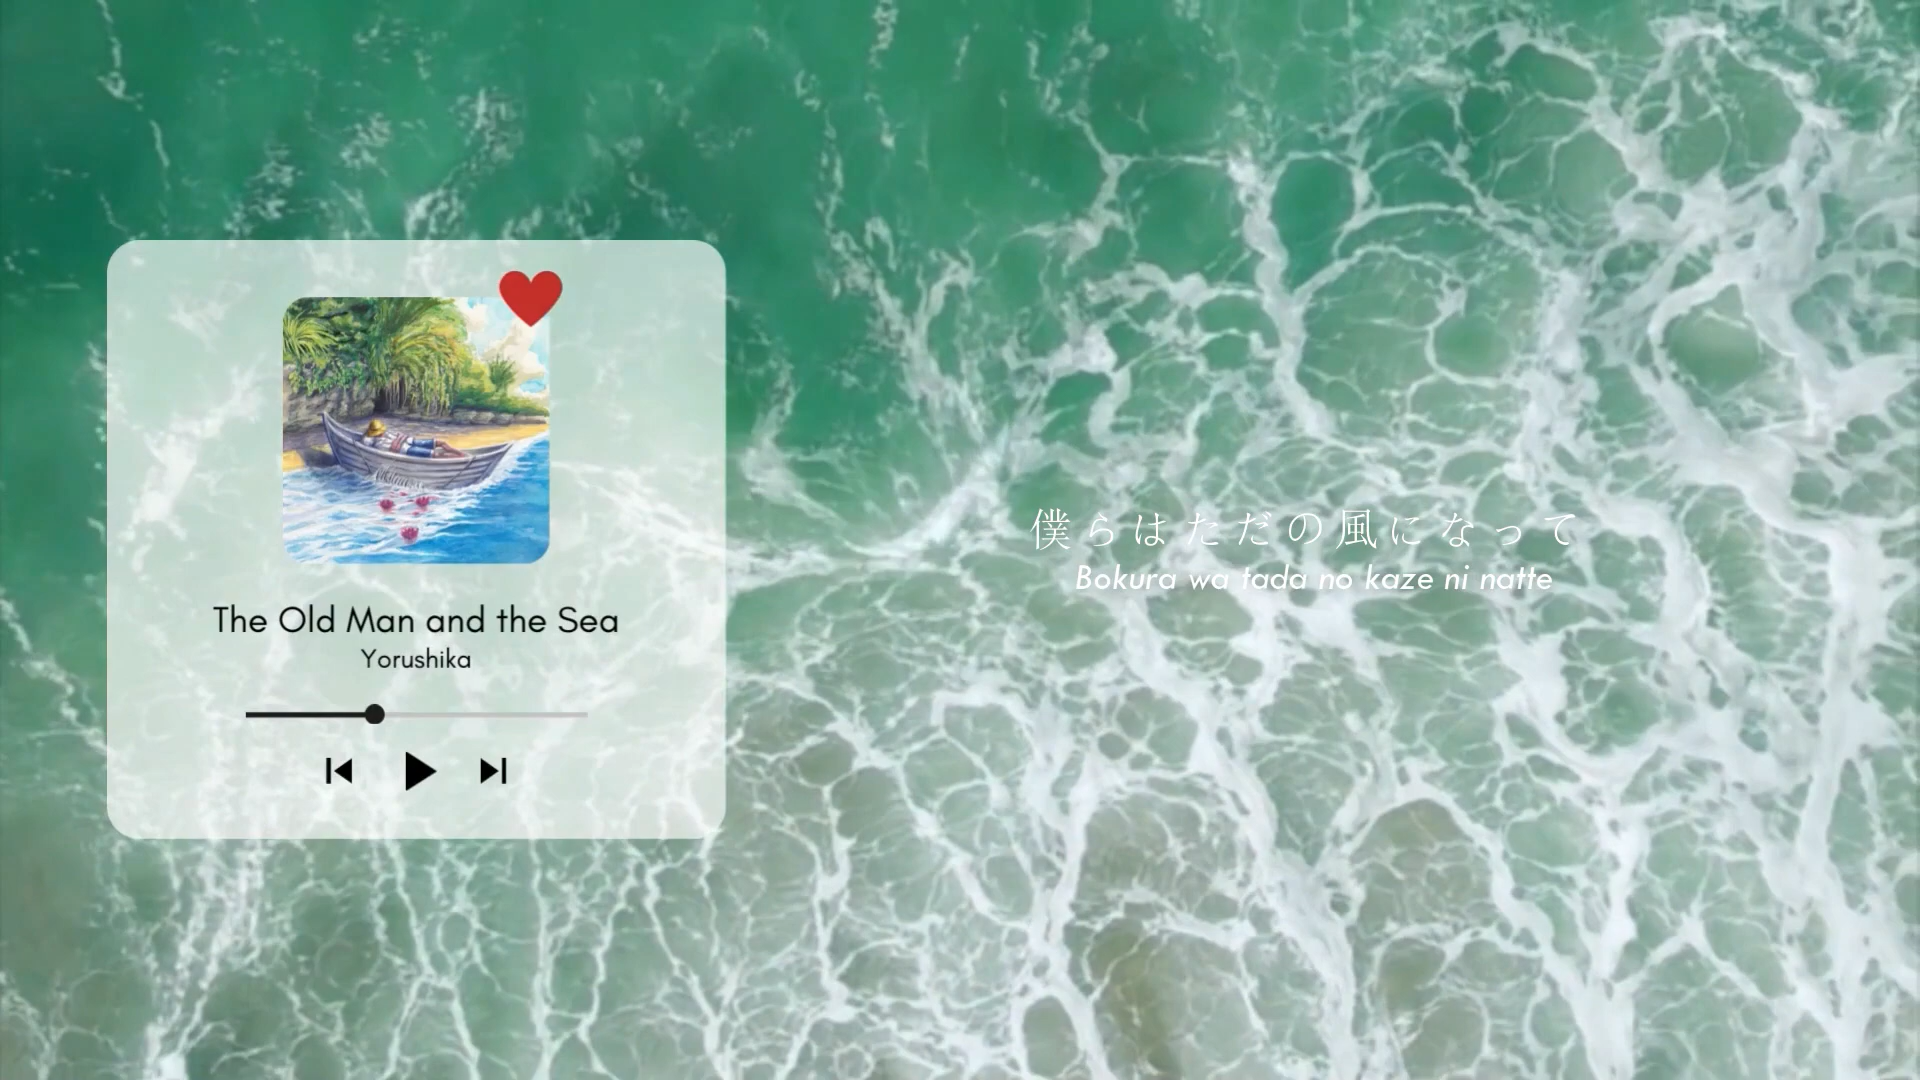 The Old Man and the Sea
Yorushika
僕らはただの風になって
Bokura wa tada no kaze ni natte